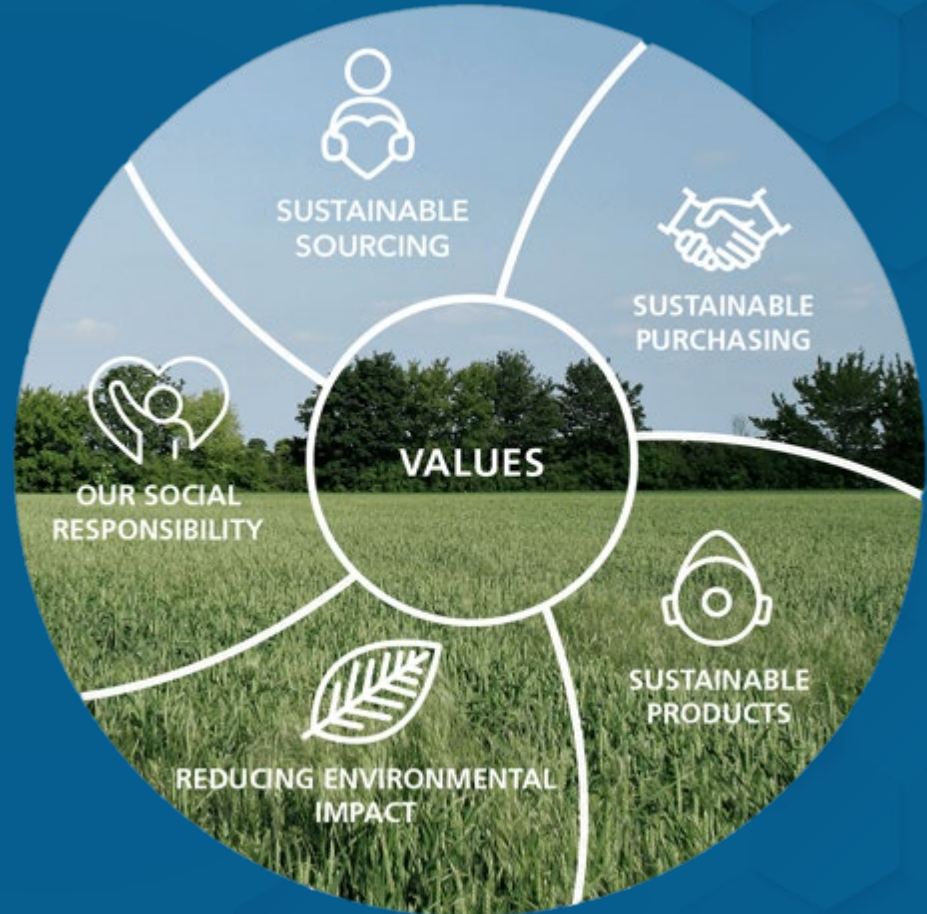 SUSTAINABLE
SOURCING
SUSTAINABLE
PURCHASING
VALUES
OUR SOCIAL
RESPONSIBILITY
SUSTAINABLE
PRODUCTS
REDUCING ENVIRONMENTAL
IMPACT